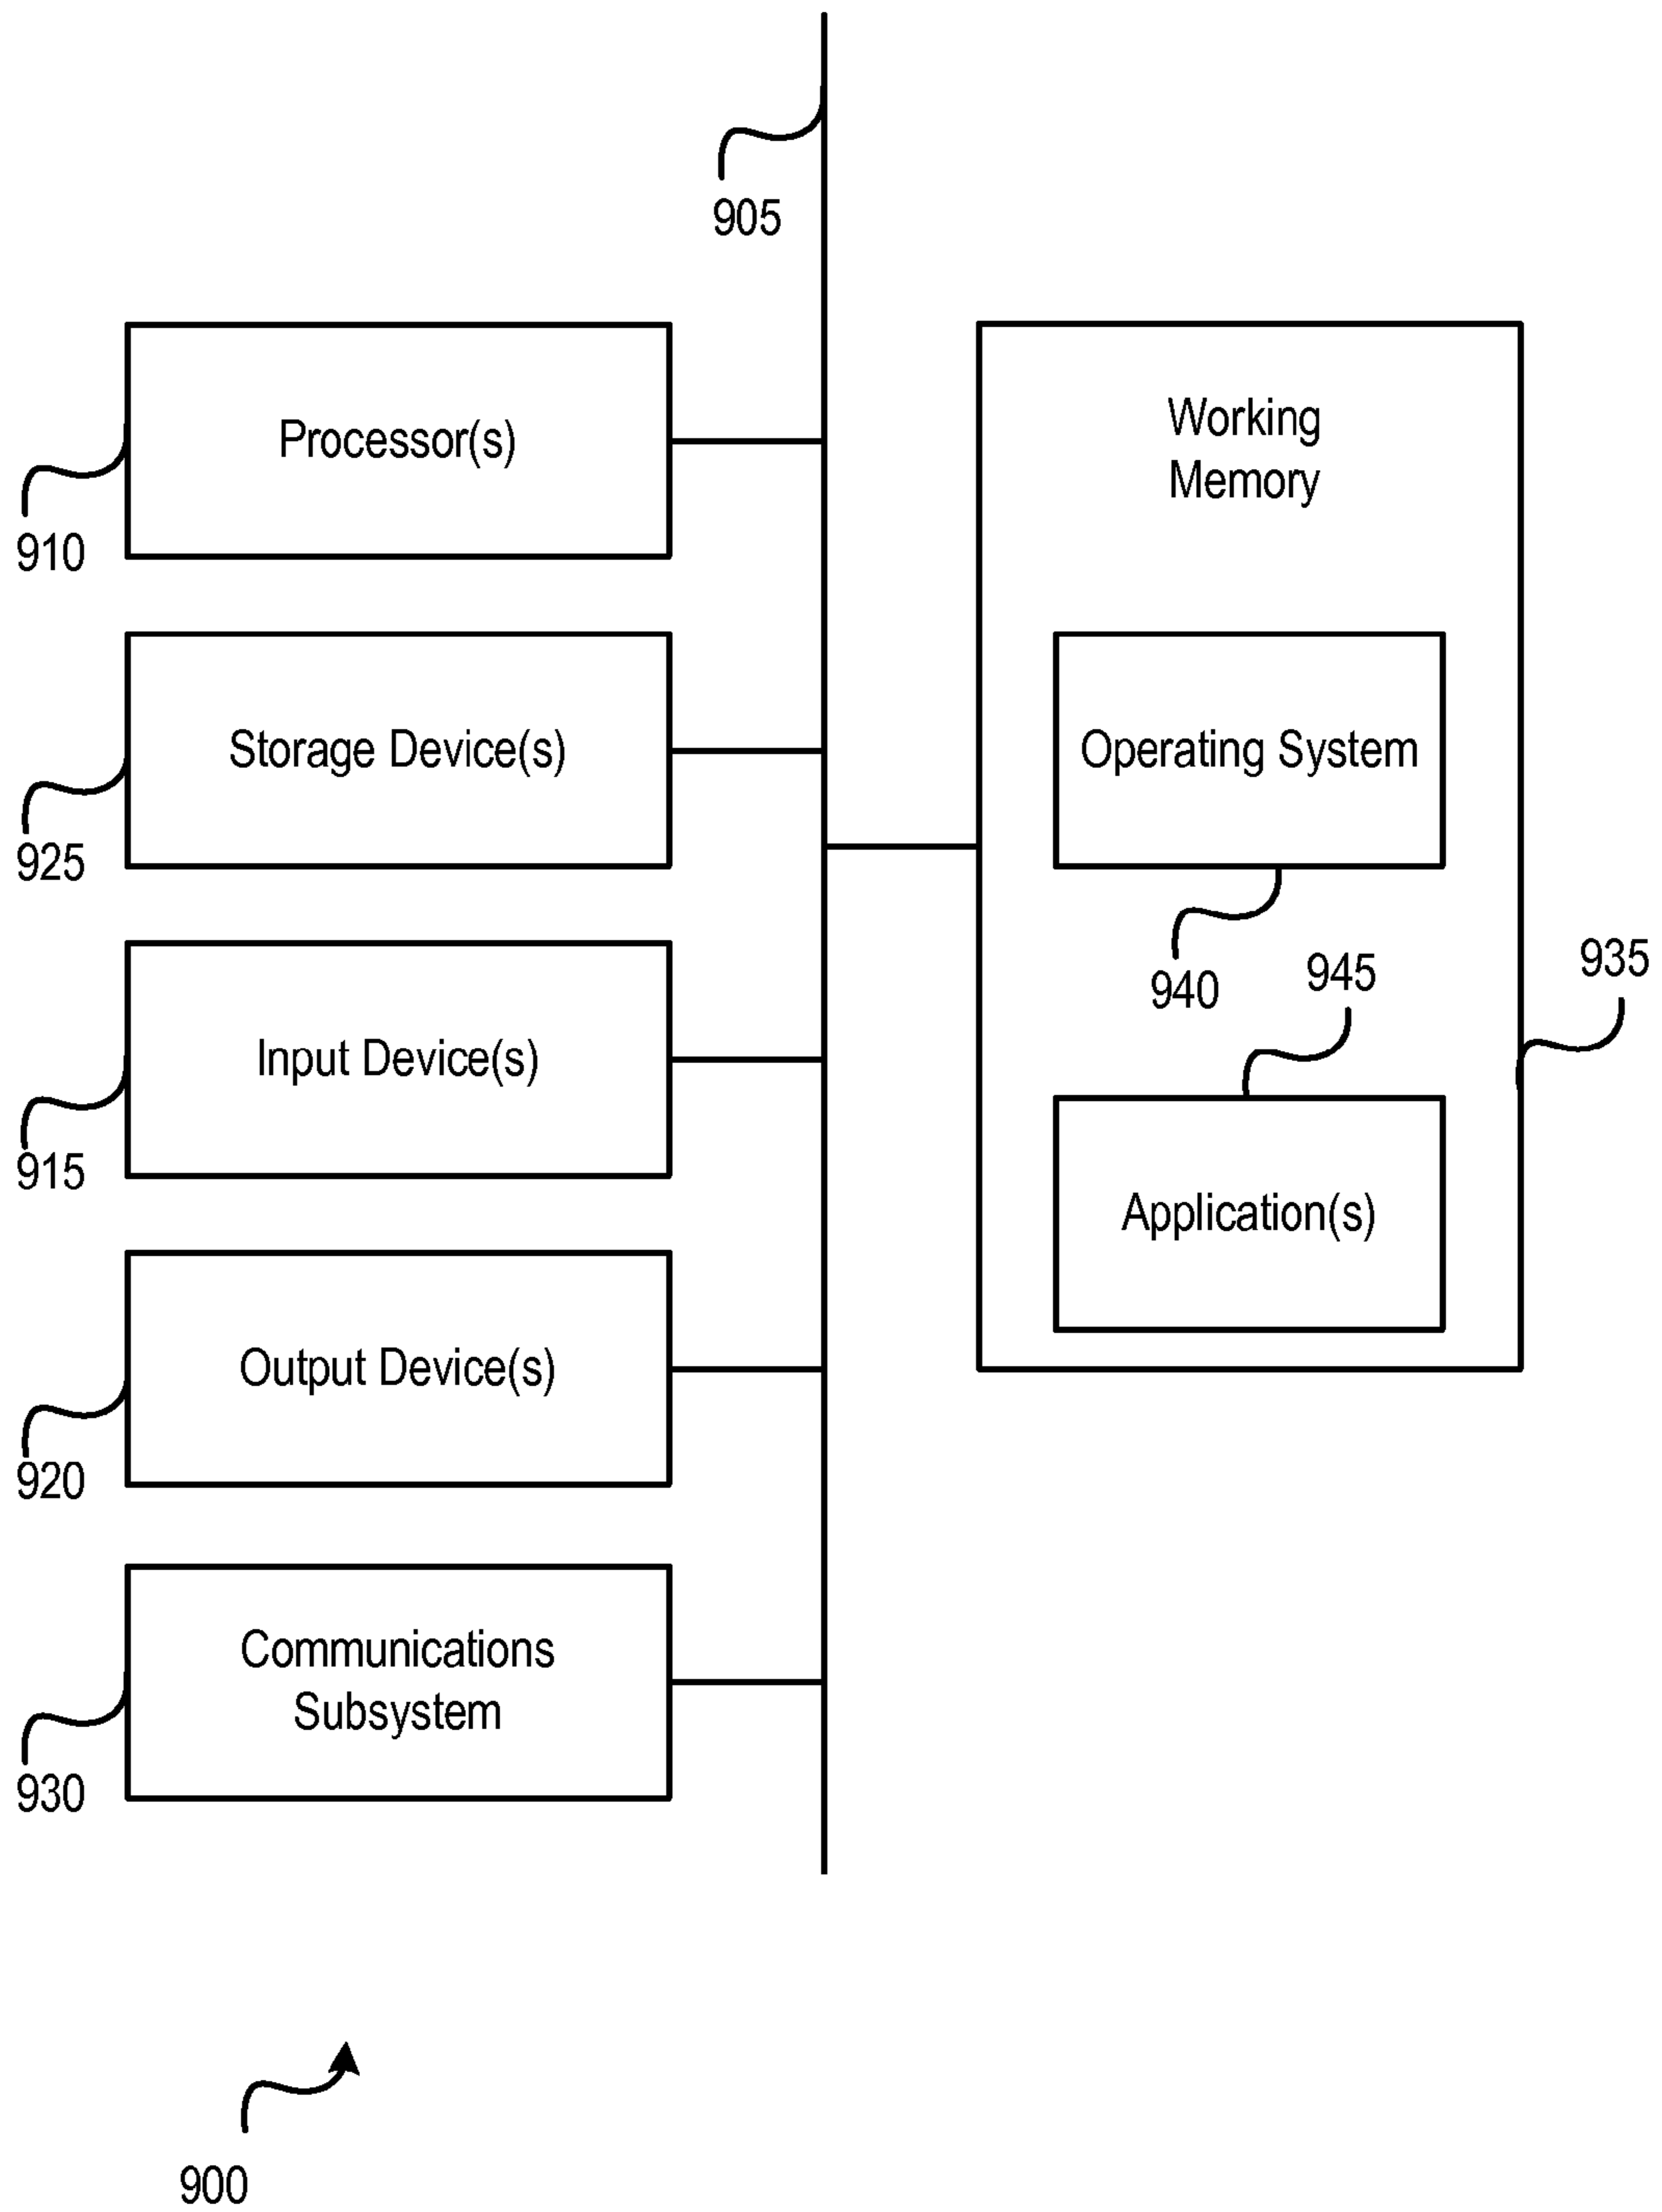 905
Processor(s)
910
Working
Memory
Storage Device(s)
925
Operating System
940
945
935
Input Device(s)
915
Application(s)
Output Device(s)
920
Communications
Subsystem
930
900